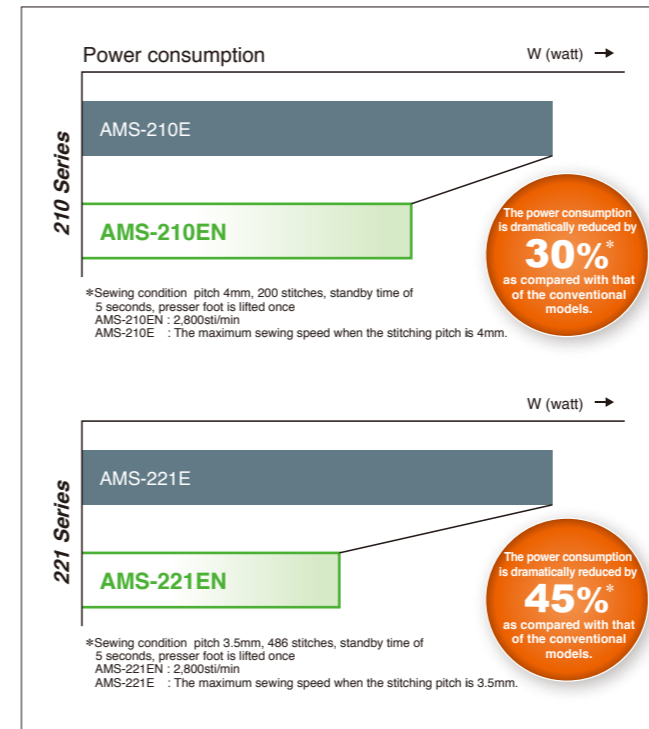 Power consumption
W (watt) →
210 Series
AMS-210E
AMS-210EN
The power consumption
is dramatically reduced by
30%*
as compared with that
of the conventional
models.
*Sewing condition pitch 4mm, 200 stitches, standby time of
5 seconds, presser foot is lifted once
AMS-210EN : 2,800sti/min
AMS-210E : The maximum sewing speed when the stitching pitch is 4mm.
W (watt) →
221 Series
AMS-221E
AMS-221EN
The power consumption
is dramatically reduced by
45%*
as compared with that
of the conventional
models.
*Sewing condition pitch 3.5mm, 486 stitches, standby time of
5 seconds, presser foot is lifted once
AMS-221EN : 2,800sti/min
AMS-221E : The maximum sewing speed when the stitching pitch is 3.5mm.